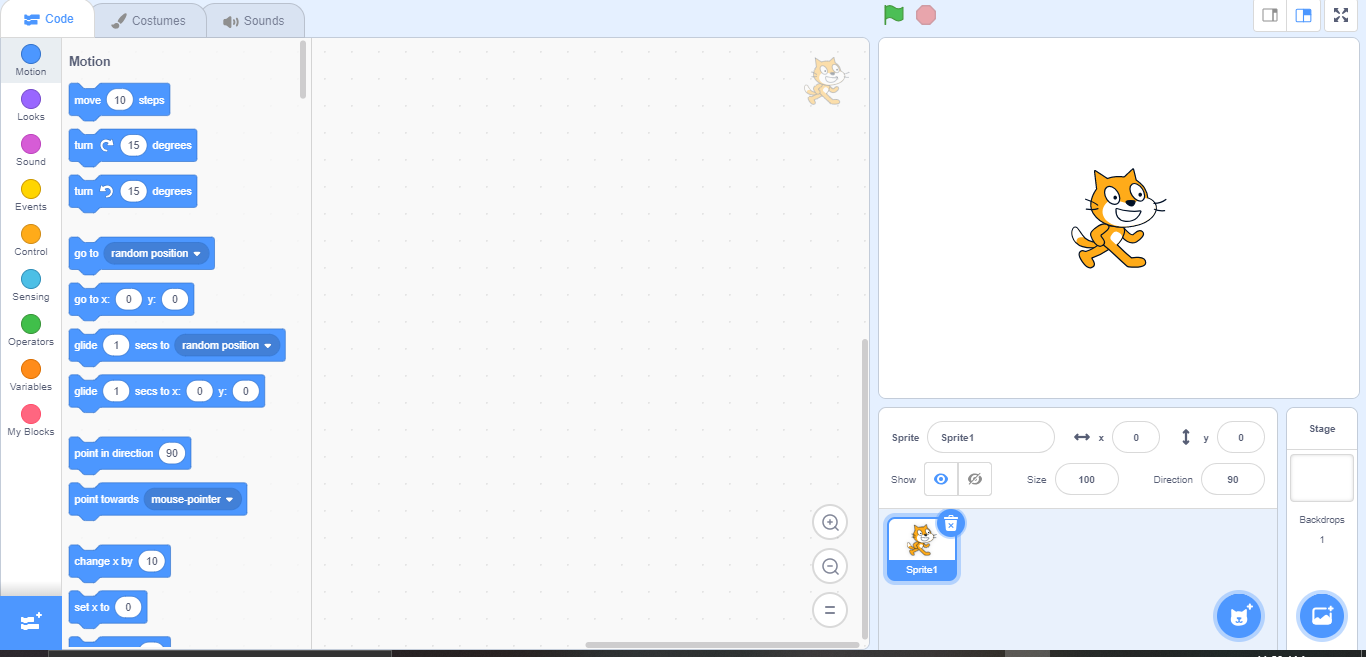 Code
Costumes
Sounds
Motion
Looks
Sound
Events
Control
Sensing
Operators
Variables
My Blocks
Motion
move 10 steps
turn 15 degrees
turn 15 degrees
go to random position
go to x: 0 y: 0
glide 1 secs to random position
glide 1 secs to x: 0 y: 0
point in direction 90
point towards mouse-pointer
change x by 10
set x to 0
Sprite Sprite1 x 0 y 0
Show Size 100 Direction 90
Sprite1
Stage
Backdrops
1